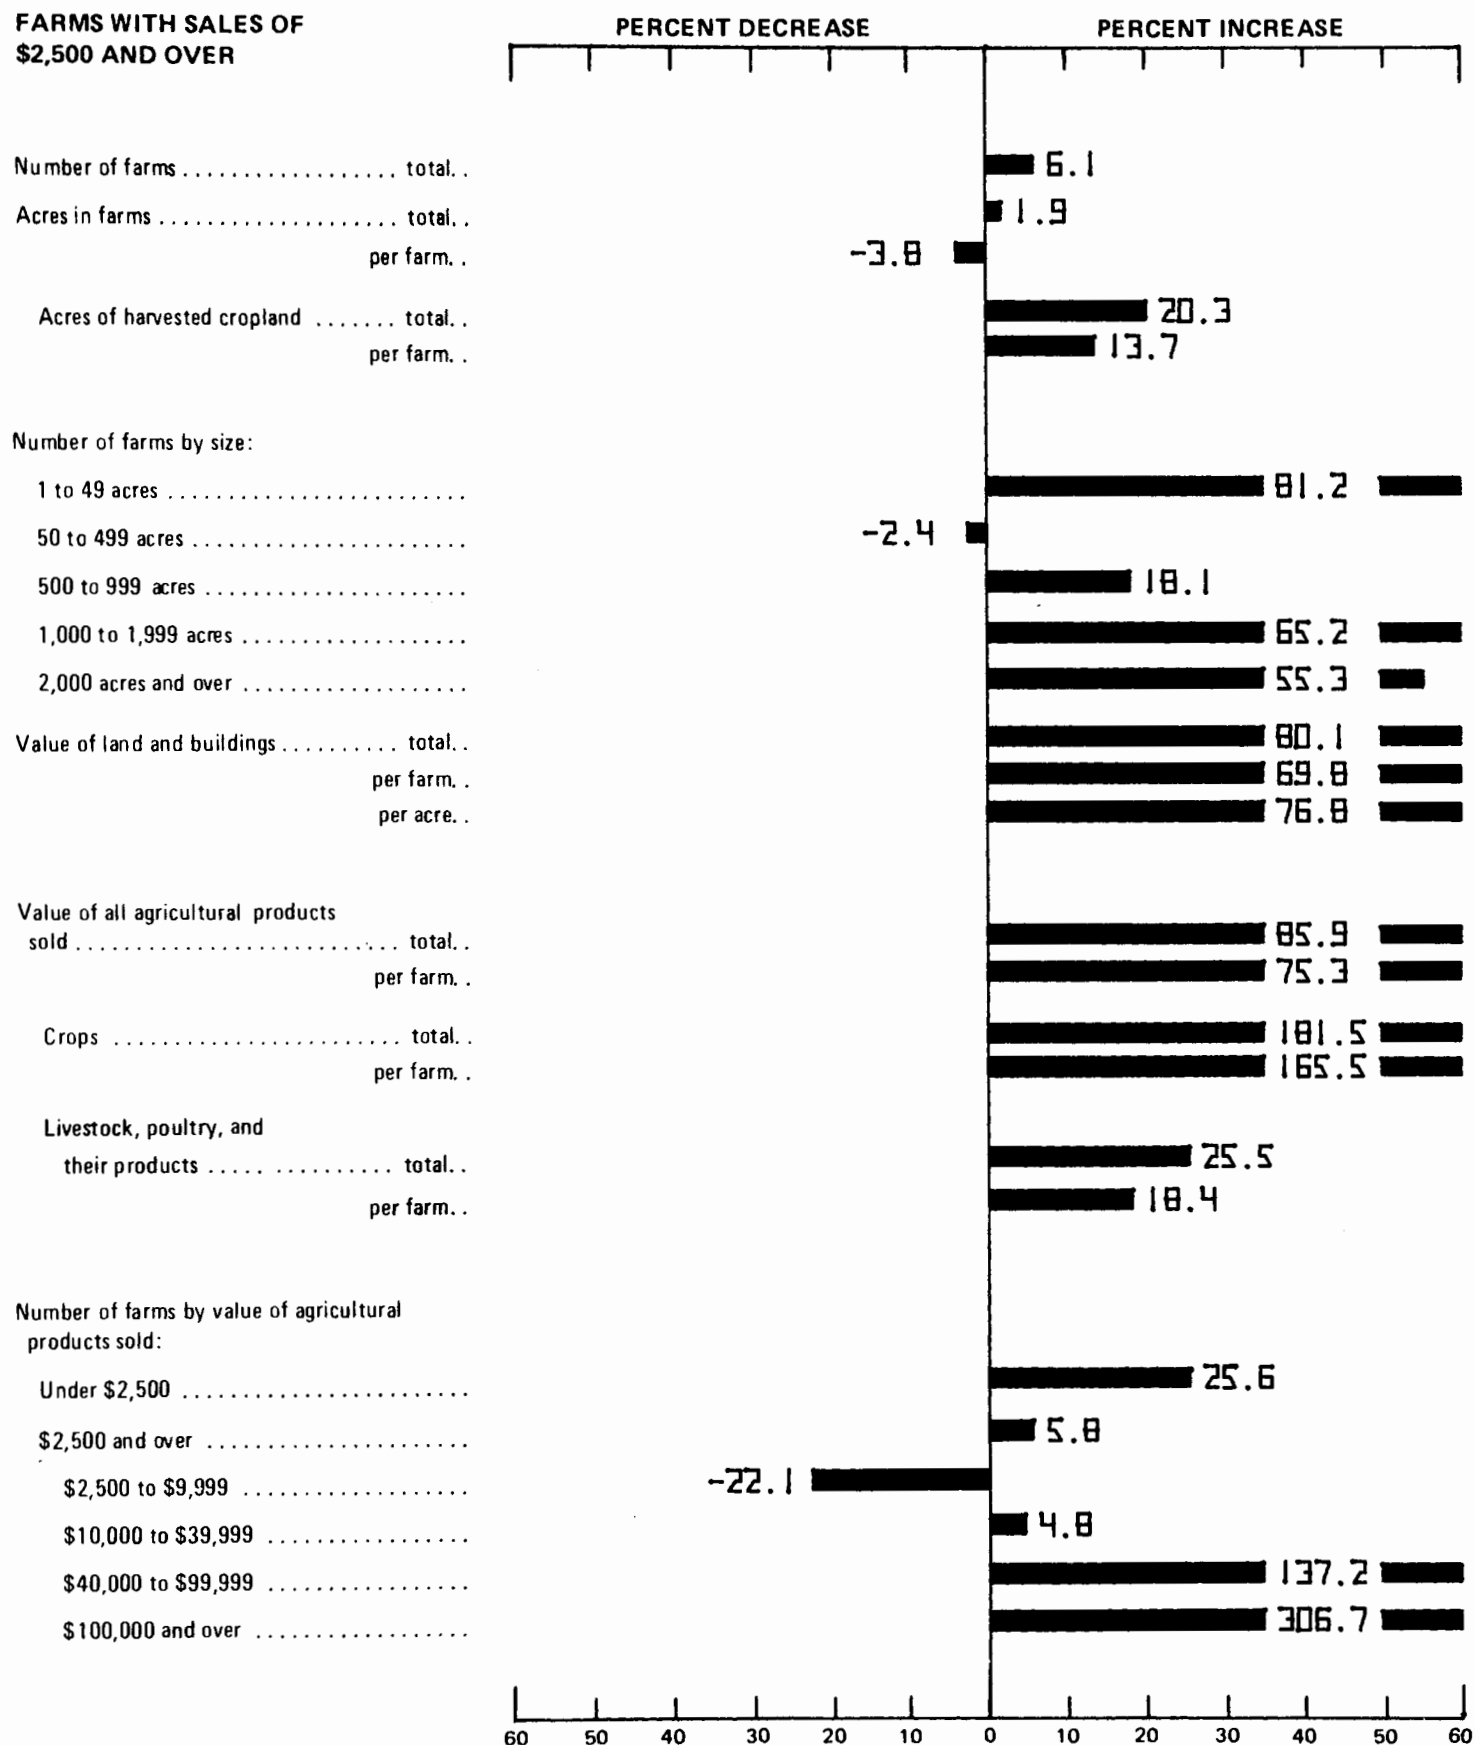 FARMS WITH SALES OF
$2,500 AND OVER
PERCENT DECREASE PERCENT INCREASE
Number of farms .................. total.. 6.1
Acres in farms .................... total.. 1.9
per farm.. -3.8
Acres of harvested cropland ....... total.. 20.3
per farm.. 13.7
Number of farms by size:
1 to 49 acres ......................... 81.2
50 to 499 acres ....................... -2.4
500 to 999 acres ...................... 18.1
1,000 to 1,999 acres ................... 65.2
2,000 acres and over ................... 55.3
Value of land and buildings .......... total.. 80.1
per farm.. 69.8
per acre.. 76.8
Value of all agricultural products
sold ........................... total.. 85.9
per farm.. 75.3
Crops ........................ total.. 181.5
per farm.. 165.5
Livestock, poultry, and
their products ..... .......... total.. 25.5
per farm.. 18.4
Number of farms by value of agricultural
products sold:
Under $2,500 ........................ 25.6
$2,500 and over ...................... 5.8
$2,500 to $9,999 ................... -22.1
$10,000 to $39,999 ................. 4.8
$40,000 to $99,999 ................. 137.2
$100,000 and over .................. 306.7
60 50 40 30 20 10 0 10 20 30 40 50 60